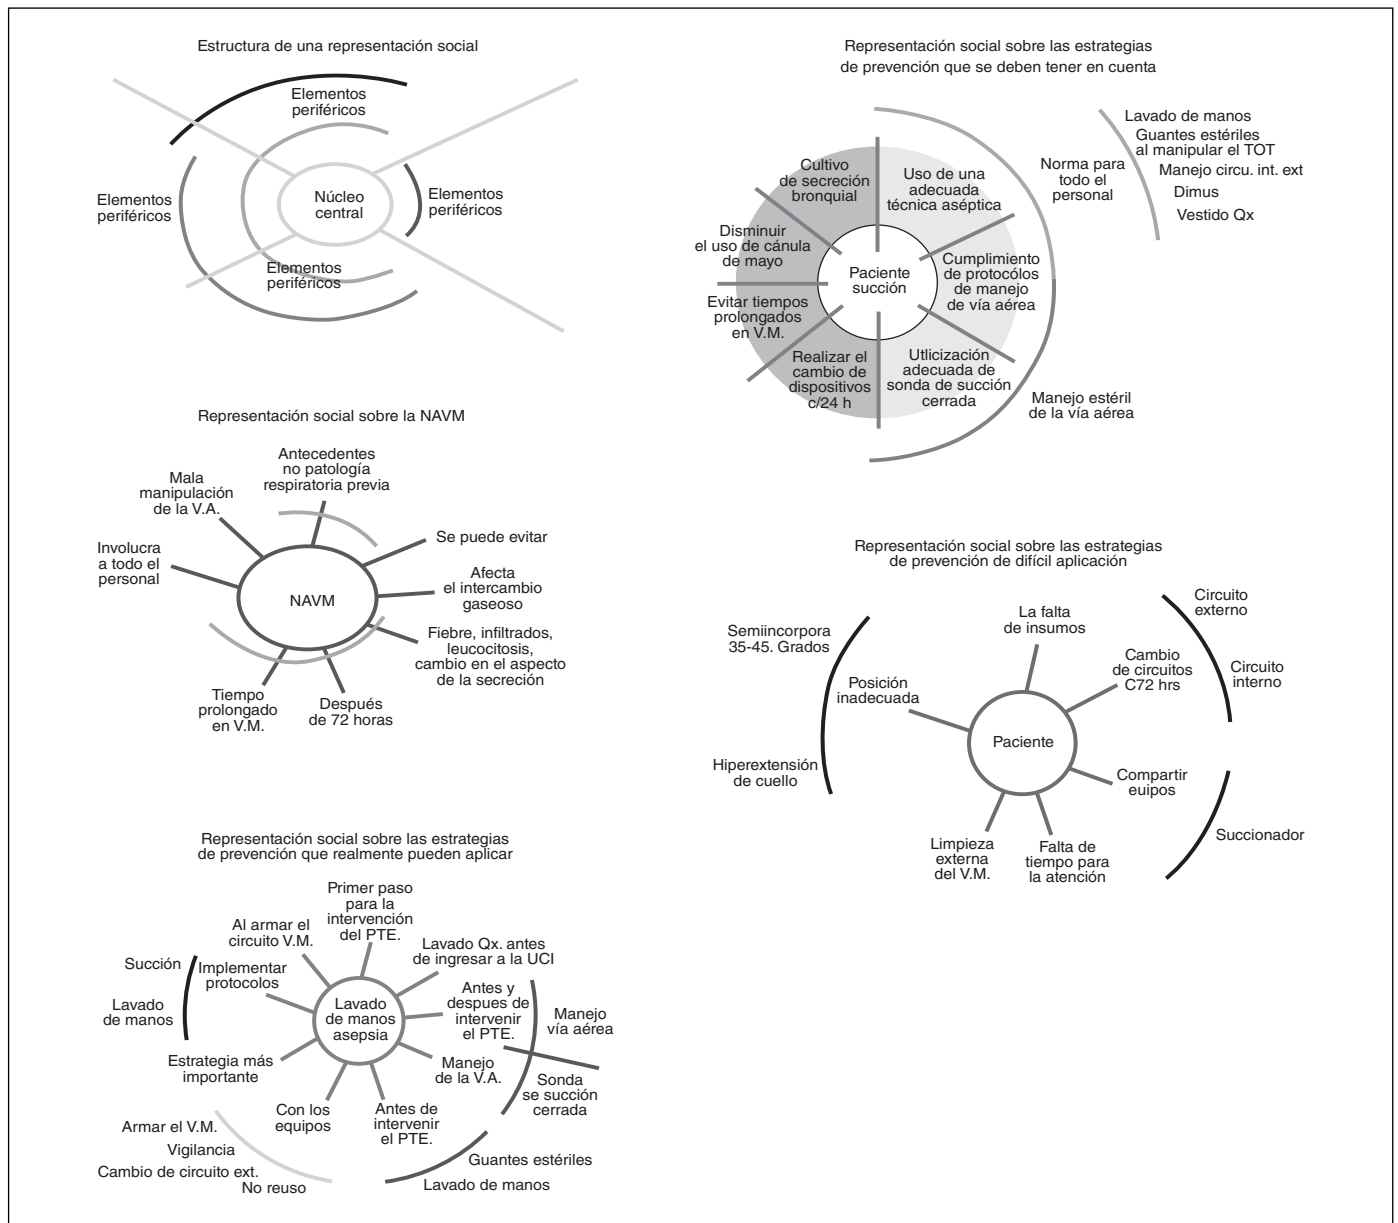 Estructura de una representación social
Elementos
periféricos
Elementos
periféricos
Núcleo
central
Elementos
periféricos
Elementos
periféricos
Representación social sobre las estrategias
de prevención que se deben tener en cuenta
Cultivo
de secreción
bronquial
Uso de una
adecuada
técnica aséptica
Disminuir
el uso de cánula
de mayo
Paciente
succión
Cumplimiento
de protocólos
de manejo
de vía aérea
Evitar tiempos
prolongados
en V.M.
Realizar el
cambio de
dispositivos
c/24 h
Utlicización
adecuada de
sonda de succión
cerrada
Norma para
todo el
personal
Lavado de manos
Guantes estériles
al manipular el TOT
Manejo circu. int. ext
Dimus
Vestido Qx
Manejo estéril
de la vía aérea
Representación social sobre la NAVM
Antecedentes
no patología
respiratoria previa
Mala
manipulación
de la V.A.
Involucra
a todo el
personal
NAVM
Se puede evitar
Afecta
el intercambio
gaseoso
Fiebre, infiltrados,
leucocitosis,
cambio en el aspecto
de la secreción
Tiempo
prolongado
en V.M.
Después
de 72 horas
Representación social sobre las estrategias
de prevención de difícil aplicación
Semiincorpora
35-45. Grados
Posición
inadecuada
Hiperextensión
de cuello
La falta
de insumos
Cambio
de circuitos
C72 hrs
Circuito
externo
Circuito
interno
Paciente
Compartir
euipos
Succionador
Limpieza
externa
del V.M.
Falta de
tiempo para
la atención
Representación social sobre las estrategias
de prevención que realmente pueden aplicar
Primer paso
para la
intervención
del PTE.
Al armar el
circuito V.M.
Lavado Qx. antes
de ingresar a la UCI
Succión
Implementar
protocolos
Lavado
de manos
Lavado
de manos
asepsia
Antes y
despues de
intervenir
el PTE.
Manejo
vía aérea
Estrategia más
importante
Manejo
de la V.A.
Sonda
se succión
cerrada
Con los
equipos
Antes de
intervenir
el PTE.
Armar el V.M.
Vigilancia
Cambio de circuito ext.
No reuso
Guantes estériles
Lavado de manos